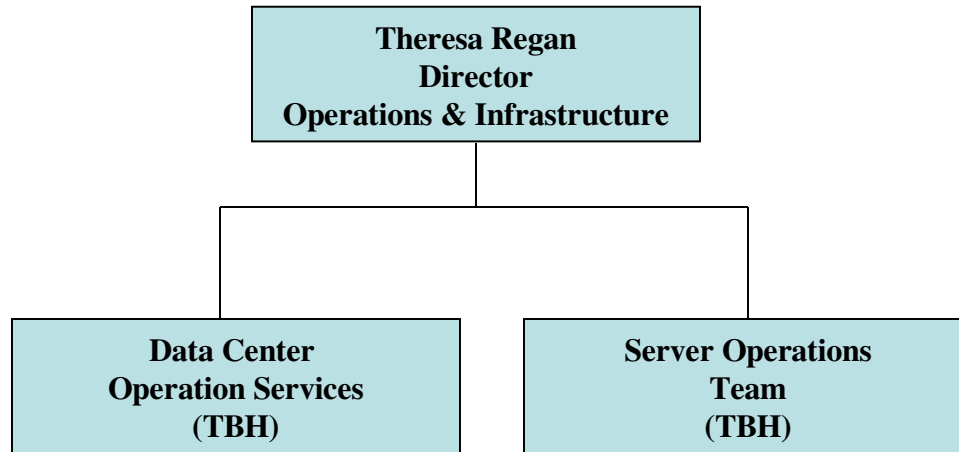 Theresa Regan
Director
Operations & Infrastructure
Data Center
Operation Services
(TBH)
Server Operations
Team
(TBH)